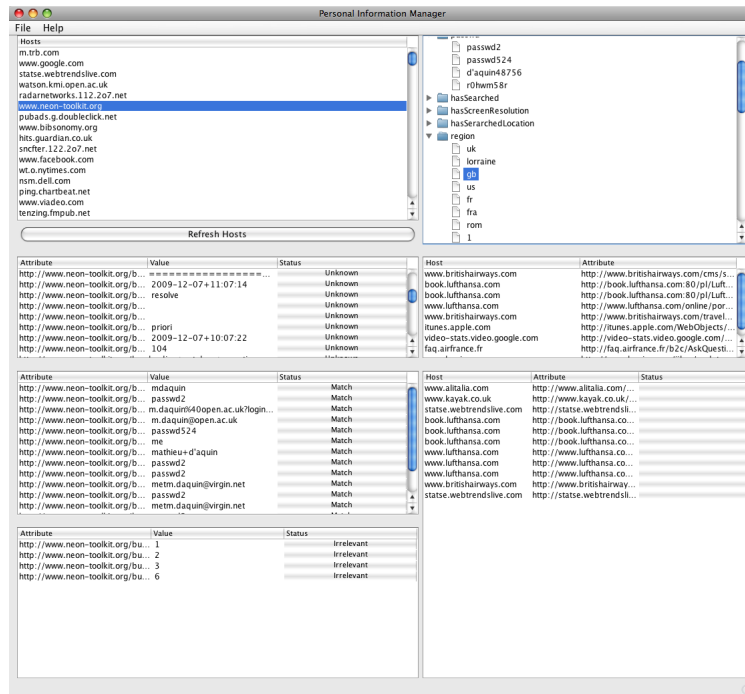 Personal Information Manager
File Help
Hosts
m.trb.com
www.google.com
statse.webtrendslive.com
watson.kmi.open.ac.uk
radarnetworks.112.2o7.net
www.neon-toolkit.org
pubads.g.doubleclick.net
www.bibsonomy.org
hits.guardian.co.uk
sncfter.122.2o7.net
www.facebook.com
wt.o.nytimes.com
nsm.dell.com
ping.chartbeat.net
www.viadeo.com
tenzing.fmpub.net
Refresh Hosts
passwd2
passwd524
d'aquin48756
r0hwm58r
hasSearched
hasScreenResolution
hasSerarchedLocation
region
uk
lorraine
gb
us
fr
fra
rom
1
Attribute Value Status
http://www.neon-toolkit.org/b... =================... Unknown
http://www.neon-toolkit.org/b... 2009-12-07+11:07:14 Unknown
http://www.neon-toolkit.org/b... resolve Unknown
http://www.neon-toolkit.org/b... Unknown
http://www.neon-toolkit.org/b... Unknown
http://www.neon-toolkit.org/b... priori Unknown
http://www.neon-toolkit.org/b... 2009-12-07+10:07:22 Unknown
http://www.neon-toolkit.org/b... 104 Unknown
Host Attribute
www.britishairways.com http://www.britishairways.com/cms/s...
book.lufthansa.com http://book.lufthansa.com:80/pl/Luft...
book.lufthansa.com http://book.lufthansa.com:80/pl/Luft...
www.lufthansa.com http://www.lufthansa.com/online/por...
www.britishairways.com http://www.britishairways.com/travel...
itunes.apple.com http://itunes.apple.com/WebObjects/...
video-stats.video.google.com http://video-stats.video.google.com/...
faq.airfrance.fr http://faq.airfrance.fr/b2c/AskQuesti...
Attribute Value Status
http://www.neon-toolkit.org/b... mdaquin Match
http://www.neon-toolkit.org/b... passwd2 Match
http://www.neon-toolkit.org/b... m.daquin%40open.ac.uk?login... Match
http://www.neon-toolkit.org/b... m.daquin@open.ac.uk Match
http://www.neon-toolkit.org/b... passwd524 Match
http://www.neon-toolkit.org/b... me Match
http://www.neon-toolkit.org/b... mathieu+d'aquin Match
http://www.neon-toolkit.org/b... passwd2 Match
http://www.neon-toolkit.org/b... passwd2 Match
http://www.neon-toolkit.org/b... metm.daquin@virgin.net Match
http://www.neon-toolkit.org/b... passwd2 Match
http://www.neon-toolkit.org/b... metm.daquin@virgin.net Match
Host Attribute Status
www.alitalia.com http://www.alitalia.com/...
www.kayak.co.uk http://www.kayak.co.uk/...
statse.webtrendslive.com http://statse.webtrendsli...
book.lufthansa.com http://book.lufthansa.co...
book.lufthansa.com http://book.lufthansa.co...
book.lufthansa.com http://book.lufthansa.co...
www.lufthansa.com http://www.lufthansa.co...
www.lufthansa.com http://www.lufthansa.co...
www.lufthansa.com http://www.lufthansa.co...
www.britishairways.com http://www.britishairway...
statse.webtrendslive.com http://statse.webtrendsli...
Attribute Value Status
http://www.neon-toolkit.org/bu... 1 Irrelevant
http://www.neon-toolkit.org/bu... 2 Irrelevant
http://www.neon-toolkit.org/bu... 3 Irrelevant
http://www.neon-toolkit.org/bu... 6 Irrelevant